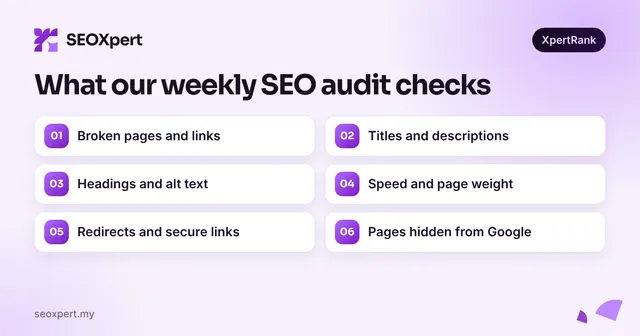 SEOXpert
XpertRank
What our weekly SEO audit checks
01 Broken pages and links
02 Titles and descriptions
03 Headings and alt text
04 Speed and page weight
05 Redirects and secure links
06 Pages hidden from Google
seoxpert.my